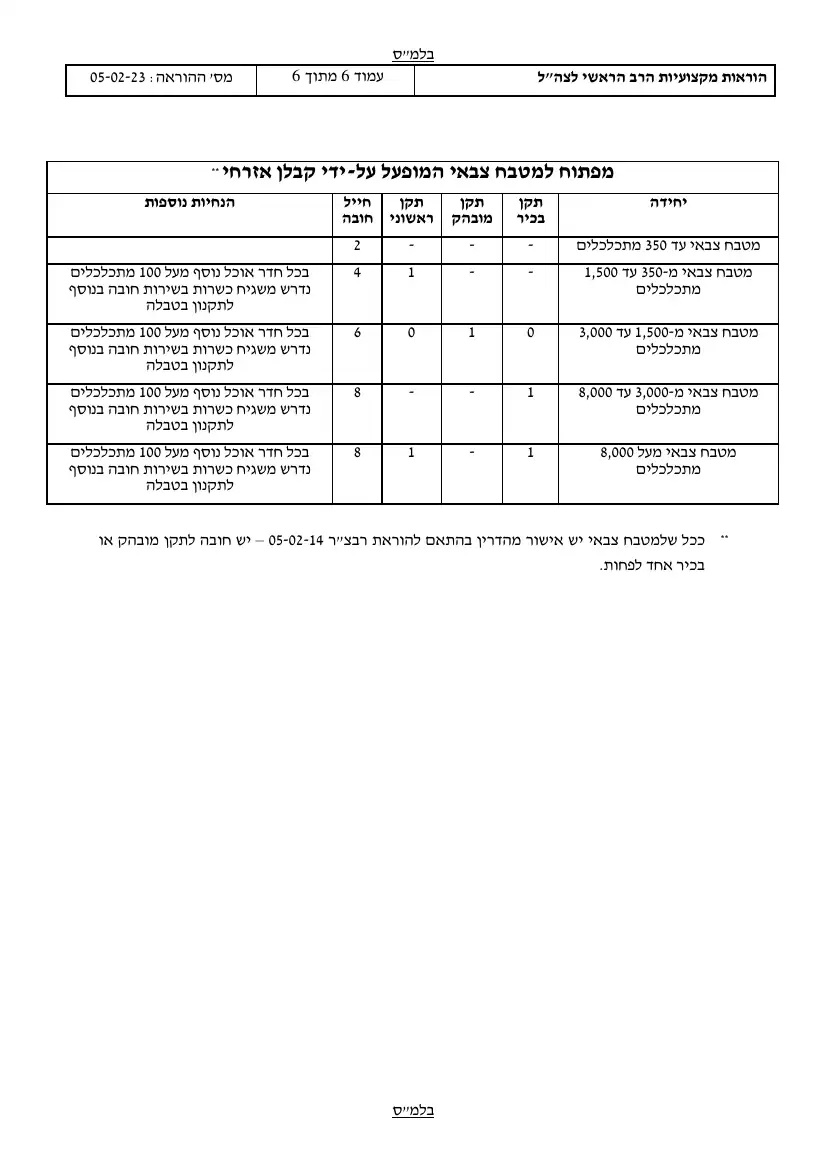 בלמ״ס
הוראות מקצועיות הרב הראשי לצה״ל עמוד 6 מתוך 6 מס׳ ההוראה : 05-02-23
מפתוח למטבח צבאי המופעל על-ידי קבלן אזרחי**
יחידה תקן תקן תקן חייל הנחיות נוספות
בכיר מובהק ראשוני חובה
מטבח צבאי עד 350 מתכלכלים - - - 2
מטבח צבאי מ-350 עד 1,500 - - 1 4 בכל חדר אוכל נוסף מעל 100 מתכלכלים
מתכלכלים נדרש משגיח כשרות בשירות חובה בנוסף
לתקנון בטבלה
מטבח צבאי מ-1,500 עד 3,000 0 1 0 6 בכל חדר אוכל נוסף מעל 100 מתכלכלים
מתכלכלים נדרש משגיח כשרות בשירות חובה בנוסף
לתקנון בטבלה
מטבח צבאי מ-3,000 עד 8,000 1 - - 8 בכל חדר אוכל נוסף מעל 100 מתכלכלים
מתכלכלים נדרש משגיח כשרות בשירות חובה בנוסף
לתקנון בטבלה
מטבח צבאי מעל 8,000 1 - 1 8 בכל חדר אוכל נוסף מעל 100 מתכלכלים
מתכלכלים נדרש משגיח כשרות בשירות חובה בנוסף
לתקנון בטבלה
** ככל שלמטבח צבאי יש אישור מהדרין בהתאם להוראת רבצ״ר 05-02-14 – יש חובה לתקן מובהק או
בכיר אחד לפחות.
בלמ״ס